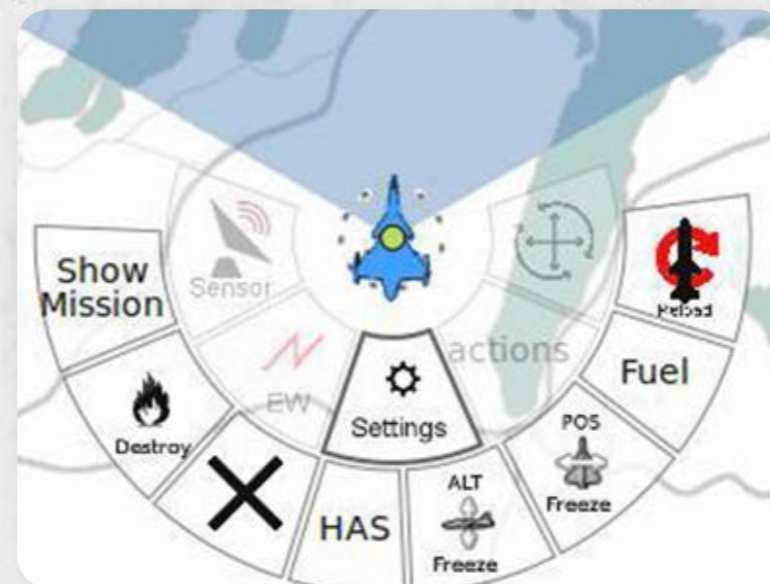 Sensor
EW
Settings
actions
Show
Mission
Destroy
HAS
ALT
Freeze
POS
Freeze
Fuel
Reload